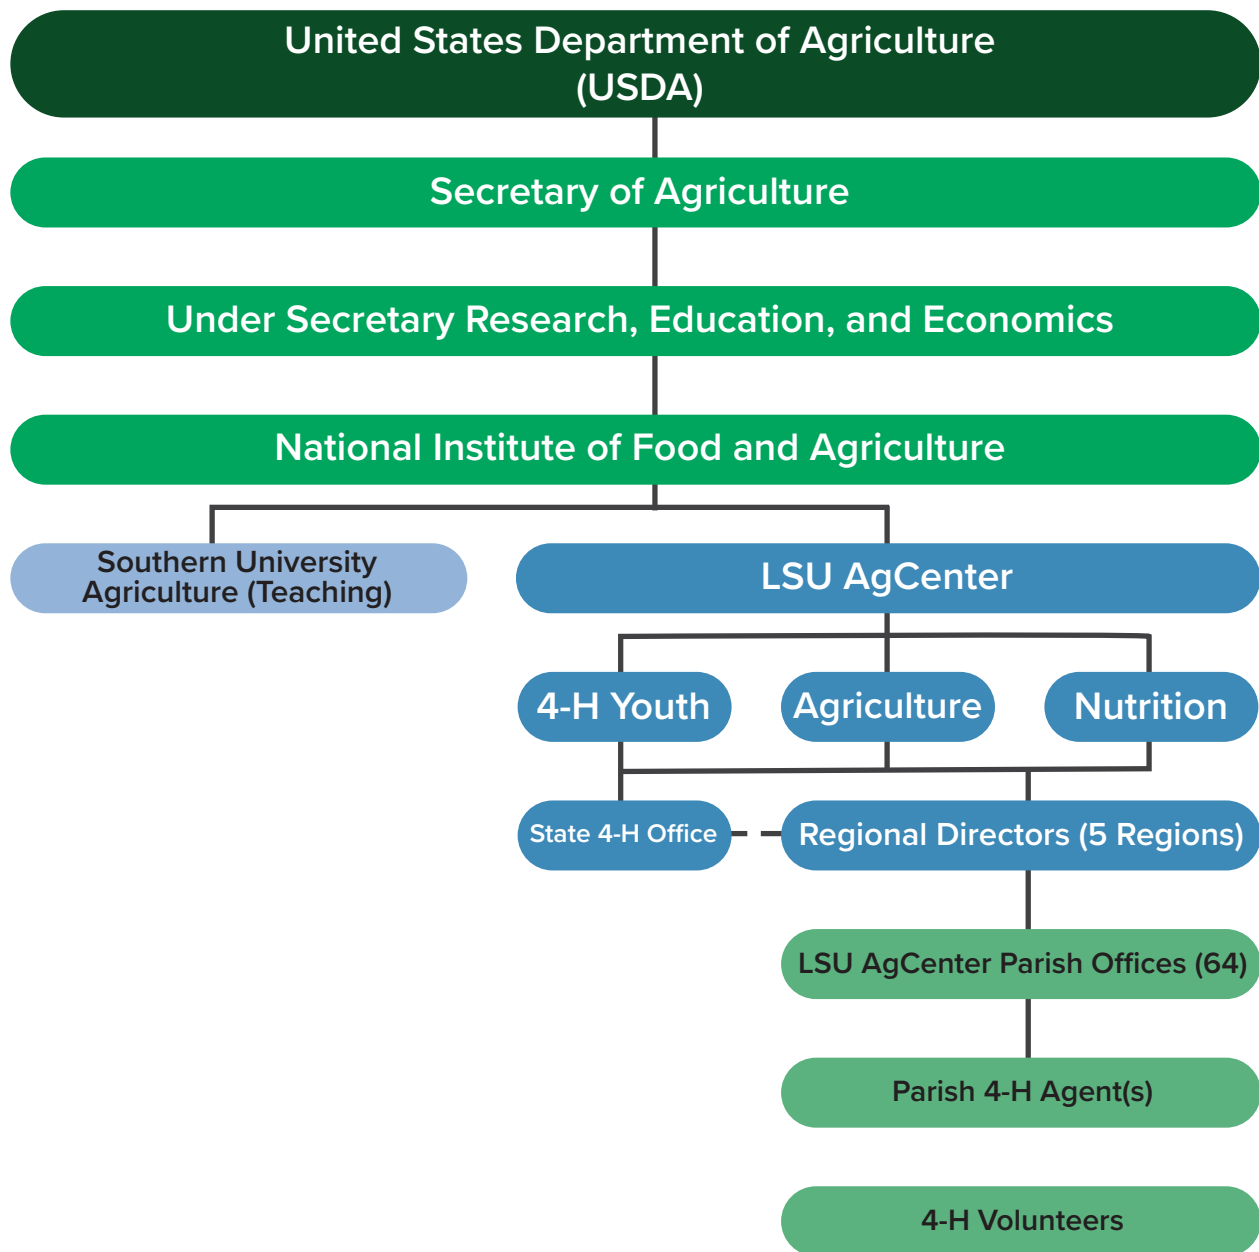 United States Department of Agriculture
(USDA)
Secretary of Agriculture
Under Secretary Research, Education, and Economics
National Institute of Food and Agriculture
Southern University
Agriculture (Teaching)
LSU AgCenter
4-H Youth
Agriculture
Nutrition
State 4-H Office
Regional Directors (5 Regions)
LSU AgCenter Parish Offices (64)
Parish 4-H Agent(s)
4-H Volunteers